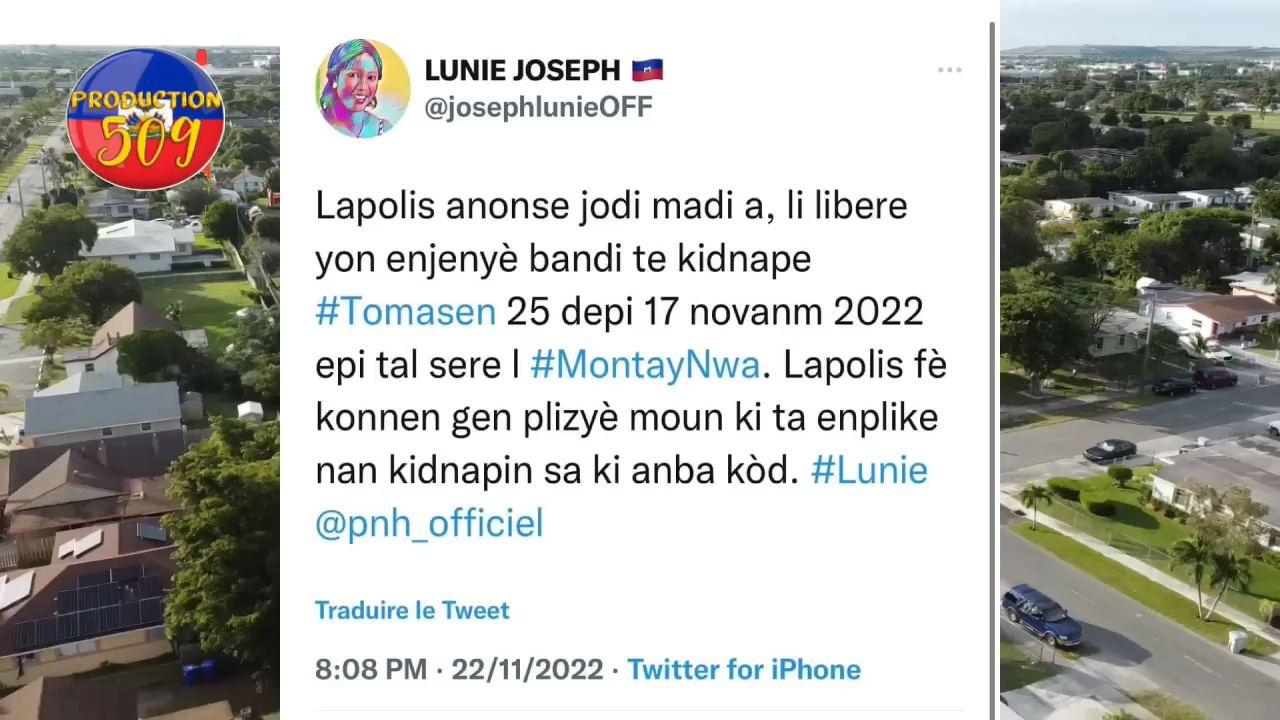 PRODUCTION
509
LUNIE JOSEPH
@josephlunieOFF
Lapolis anonse jodi madi a, li libere
yon enjenyè bandi te kidnape
#Tomasen 25 depi 17 novanm 2022
epi tal sere l #MontayNwa. Lapolis fè
konnen gen plizyè moun ki ta enplike
nan kidnapin sa ki anba kòd. #Lunie
@pnh_officiel
Traduire le Tweet
8:08 PM · 22/11/2022 · Twitter for iPhone